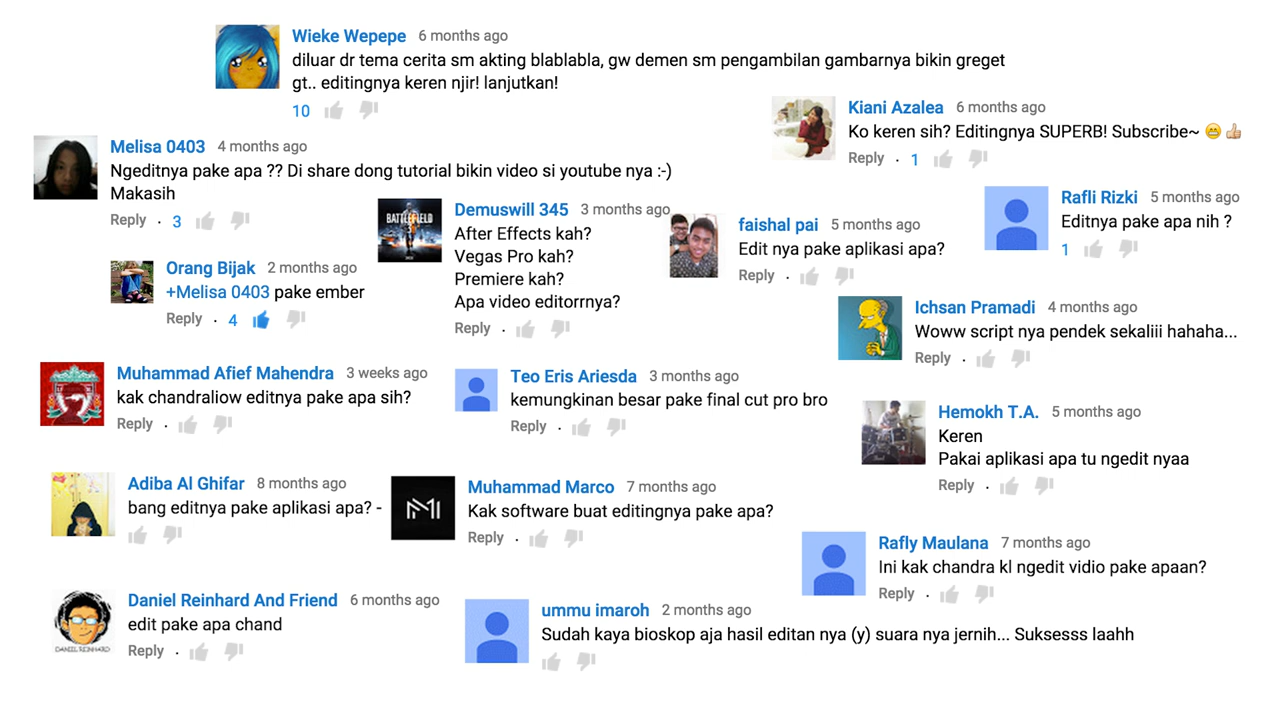 Wieke Wepepe 6 months ago
diluar dr tema cerita sm akting blablabla, gw demen sm pengambilan gambarnya bikin greget
gt.. editingnya keren njir! lanjutkan!
10
Kiani Azalea 6 months ago
Ko keren sih? Editingnya SUPERB! Subscribe~ 😁👍🏼
Reply · 1
Melisa 0403 4 months ago
Ngeditnya pake apa ?? Di share dong tutorial bikin video si youtube nya :-)
Makasih
Reply · 3
Orang Bijak 2 months ago
+Melisa 0403 pake ember
Reply · 4
BATTLEFIELD
Demuswill 345 3 months ago
After Effects kah?
Vegas Pro kah?
Premiere kah?
Apa video editorrnya?
Reply ·
faishal pai 5 months ago
Edit nya pake aplikasi apa?
Reply ·
Rafli Rizki 5 months ago
Editnya pake apa nih ?
1
Ichsan Pramadi 4 months ago
Woww script nya pendek sekaliii hahaha...
Reply ·
Muhammad Afief Mahendra 3 weeks ago
kak chandraliow editnya pake apa sih?
Reply ·
Teo Eris Ariesda 3 months ago
kemungkinan besar pake final cut pro bro
Reply ·
Hemokh T.A. 5 months ago
Keren
Pakai aplikasi apa tu ngedit nyaa
Reply ·
Adiba Al Ghifar 8 months ago
bang editnya pake aplikasi apa? -
Muhammad Marco 7 months ago
Kak software buat editingnya pake apa?
Reply ·
Rafly Maulana 7 months ago
Ini kak chandra kl ngedit vidio pake apaan?
Reply ·
Daniel Reinhard And Friend 6 months ago
edit pake apa chand
Reply ·
DANIEL REINHARD
ummu imaroh 2 months ago
Sudah kaya bioskop aja hasil editan nya (y) suara nya jernih... Suksesss laahh